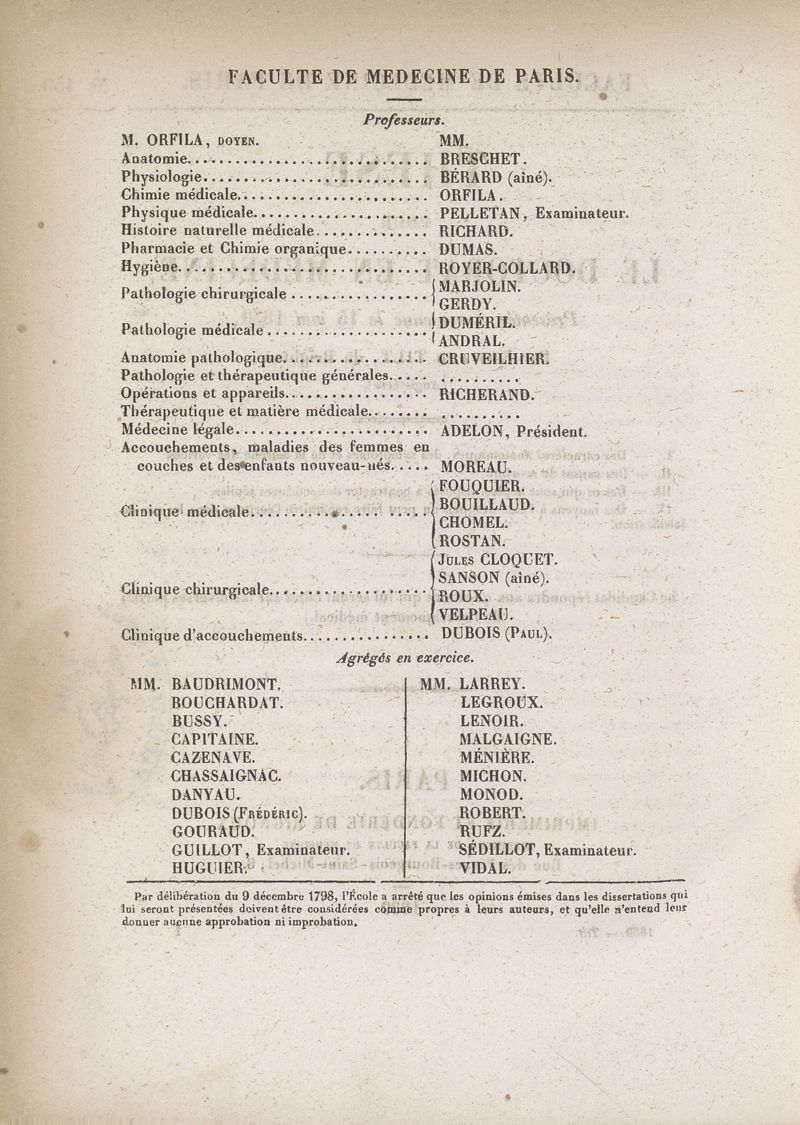 FACULTE DE MEDECINE DE PARIS.
Professeurs.
M. ORFILA, DOYEN. MM.
Anatomie. BRESCHET.
Physiologie. BÉRARD (aîné).
Chimie médicale. ORFILA.
Physique médicale. PELLETAN, Examinateur.
Histoire naturelle médicale. RICHARD.
Pharmacie et Chimie organique. DUMAS.
Hygiène. ROYER-COLLARD.
Pathologie chirurgicale MARJOLIN.
GERDY.
Pathologie médicale DUMÉRIL.
ANDRAL.
Anatomie pathologique. CRUVEILHIER.
Pathologie et thérapeutique générales. ..........
Opérations et appareils. RICHERAND.
Thérapeutique et matière médicale. ..........
Médecine légale. ADELON, Président.
Accouchements, maladies des femmes en
couches et des enfants nouveau-nés. MOREAU.
Clinique médicale. FOUQUIER.
BOUILLAUD.
CHOMEL.
ROSTAN.
Clinique chirurgicale. JULES CLOQUET.
SANSON (aîné).
ROUX.
VELPEAU.
Clinique d'accouchements. DUBOIS (PAUL).
Agrégés en exercice.
MM. BAUDRIMONT.
BOUCHARDAT.
BUSSY.
CAPITAINE.
CAZENAVE.
CHASSAIGNAC.
DANYAU.
DUBOIS (FRÉDÉRIC).
GOURAUD.
GUILLOT, Examinateur.
HUGUIER.
MM. LARREY.
LEGROUX.
LENOIR.
MALGAIGNE.
MÉNIÈRE.
MICHON.
MONOD.
ROBERT.
RUFZ.
SÉDILLOT, Examinateur.
VIDAL.
Par délibération du 9 décembre 1798, l'École a arrêté que les opinions émises dans les dissertations qui
lui seront présentées doivent être considérées comme propres à leurs auteurs, et qu'elle n'entend leur
donner aucune approbation ni improbation.